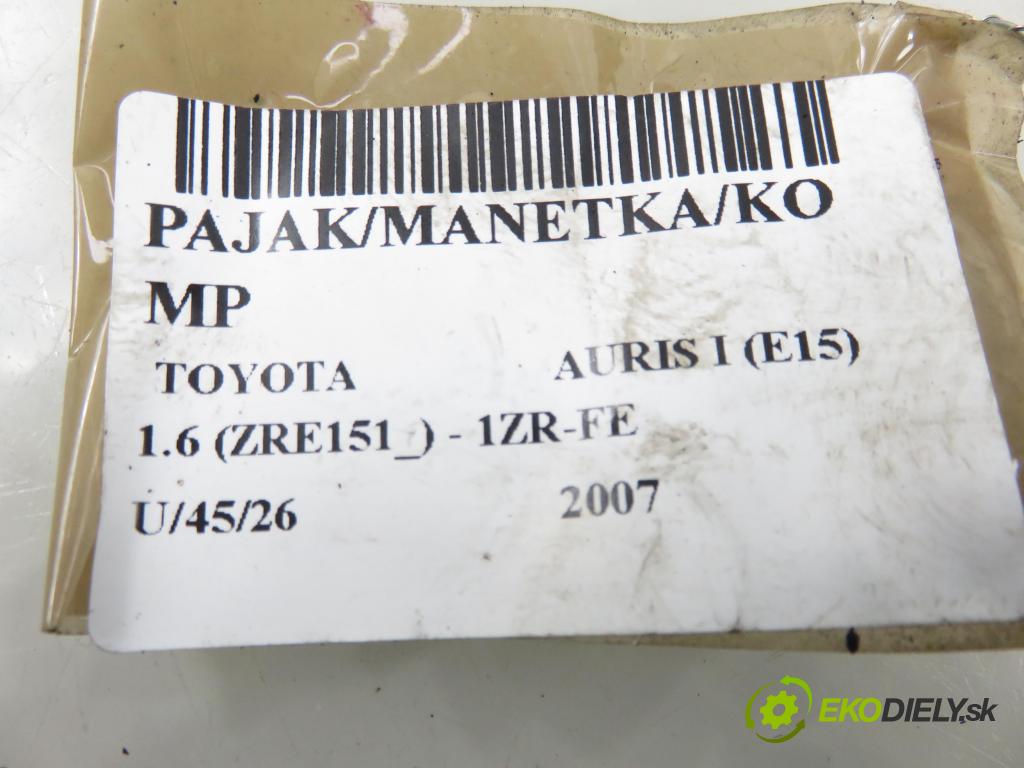 PAJAK/MANETKA/KO
MP
TOYOTA AURIS I (E15)
1.6 (ZRE151_) - 1ZR-FE
U/45/26 2007
EKODIELY.sk